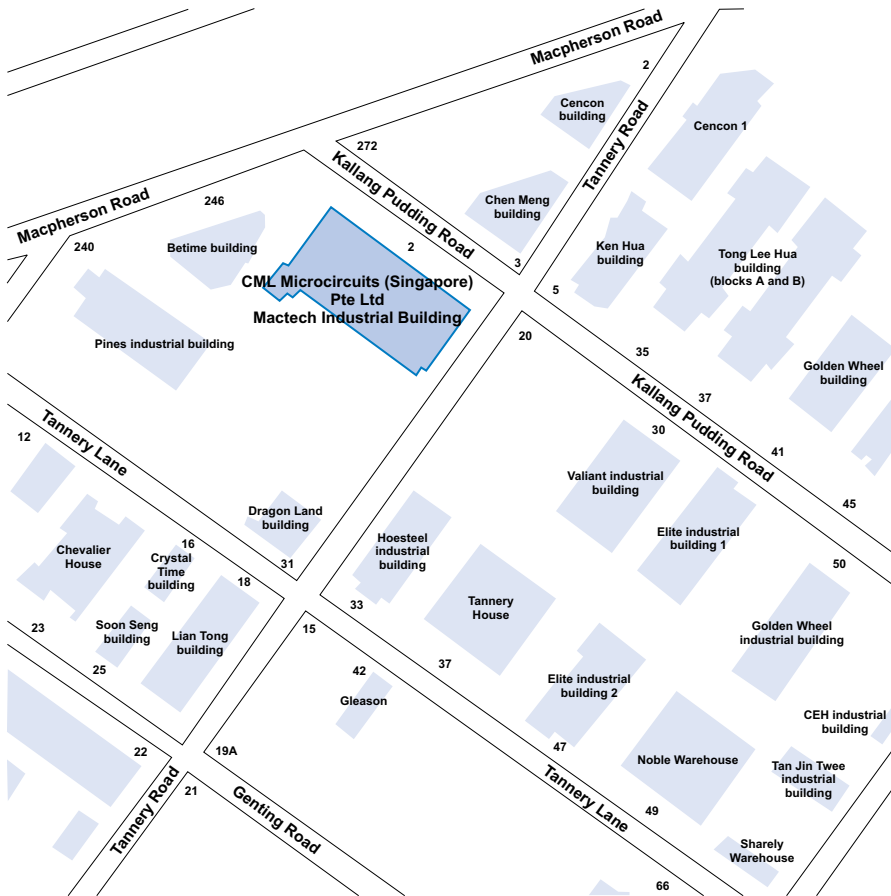 Macpherson Road
2
Cencon
building
Cencon 1
Tannery Road
272
Kallang Pudding Road
Macpherson Road
246
240
Betime building
Chen Meng
building
2
3
Ken Hua
building
Tong Lee Hua
building
(blocks A and B)
CML Microcircuits (Singapore)
Pte Ltd
Mactech Industrial Building
5
Pines industrial building
20
35
Golden Wheel
building
37
Kallang Pudding Road
30
41
45
Tannery Lane
12
Valiant industrial
building
Dragon Land
building
Hoesteel
industrial
building
Elite industrial
building 1
50
Chevalier
House
16
Crystal
Time
building
18
31
33
Tannery
House
23
Soon Seng
building
Lian Tong
building
15
Golden Wheel
industrial building
25
42
37
Gleason
Elite industrial
building 2
CEH industrial
building
22
19A
47
Noble Warehouse
Tan Jin Twee
industrial
building
Tannery Road
21
Genting Road
Tannery Lane
49
Sharely
Warehouse
66